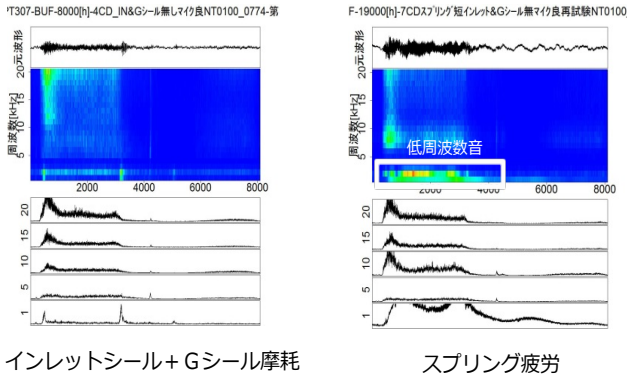 'T307-BUF-8000[h]-4CD_IN&Gシール無しマイク良NT0100_0774-第
元波形
20
15
10
5
周波数[kHz]
2000 4000 6000 8000
20
15
10
5
1
インレットシール+Gシール摩耗
F-19000[h]-7CDスプリング短インレット&Gシール無マイク良再試験NT0100
元波形
20
15
10
5
周波数[kHz]
低周波数音
2000 4000 6000 8000
20
15
10
5
1
スプリング疲労